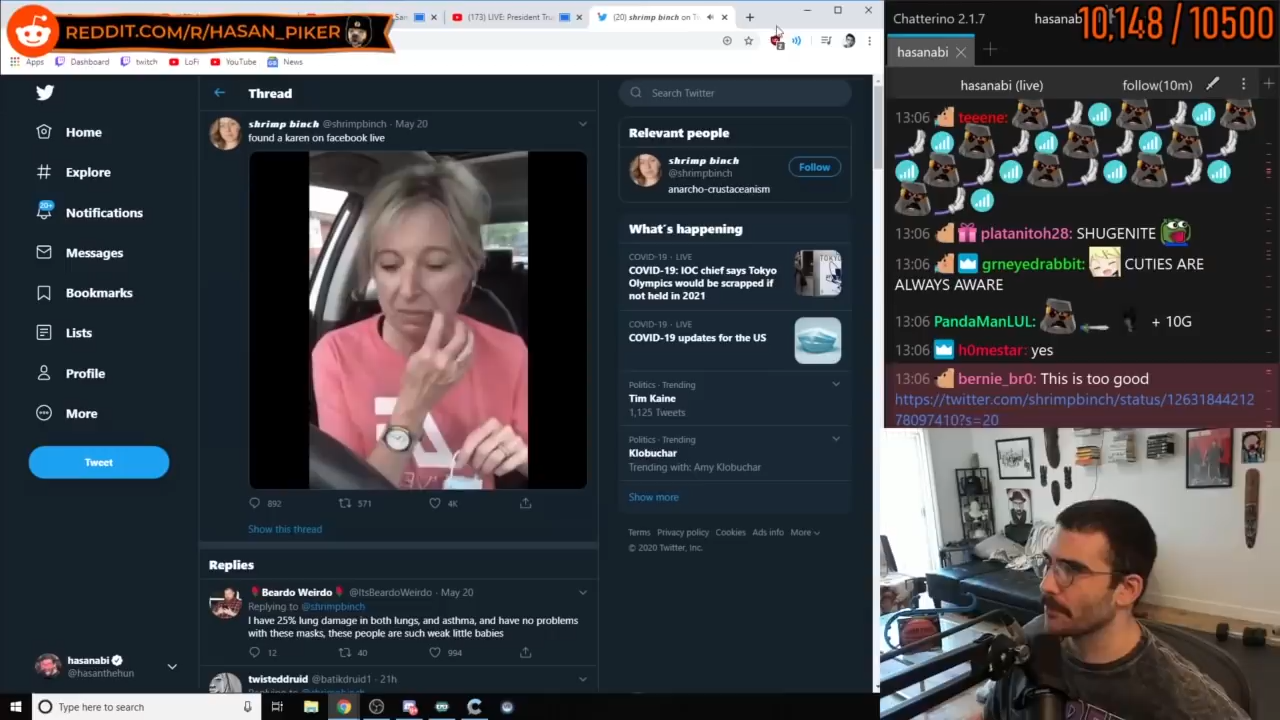 REDDIT.COM/R/HASAN_PIKER
(173) LIVE: President Tru
(20) shrimp binch on T
Apps
Dashboard
twitch
LoFi
YouTube
News
Home
Explore
20+
Notifications
Messages
Bookmarks
Lists
Profile
More
Tweet
hasanabi
@hasanthehun
Thread
shrimp binch @shrimpbinch · May 20
found a karen on facebook live
892
571
4K
Show this thread
Replies
Beardo Weirdo @ItsBeardoWeirdo · May 20
Replying to @shrimpbinch
I have 25% lung damage in both lungs, and asthma, and have no problems
with these masks, these people are such weak little babies
12
40
994
twisteddruid @batikdruid1 · 21h
Search Twitter
Relevant people
shrimp binch
@shrimpbinch
Follow
anarcho-crustaceanism
What's happening
COVID-19 · LIVE
COVID-19: IOC chief says Tokyo
Olympics would be scrapped if
not held in 2021
COVID-19 · LIVE
COVID-19 updates for the US
Politics · Trending
Tim Kaine
1,125 Tweets
Politics · Trending
Klobuchar
Trending with: Amy Klobuchar
Show more
Terms Privacy policy Cookies Ads info More
© 2020 Twitter, Inc.
Type here to search
Chatterino 2.1.7
hasanab
10,148 / 10500
hasanabi
hasanabi (live)
follow(10m)
13:06 teeene:
13:06 platanitoh28: SHUGENITE
13:06 grneyedrabbit: CUTIES ARE
ALWAYS AWARE
13:06 PandaManLUL: + 10G
13:06 h0mestar: yes
13:06 bernie_br0: This is too good
https://twitter.com/shrimpbinch/status/12631844212
78097410?s=20